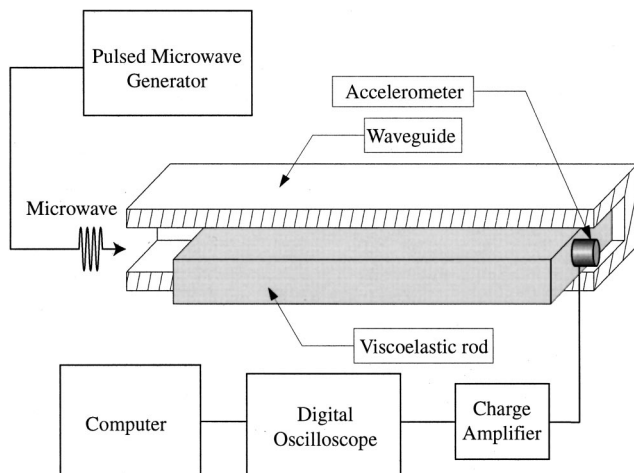 Pulsed Microwave
Generator
Accelerometer
Waveguide
Microwave
Viscoelastic rod
Computer
Digital
Oscilloscope
Charge
Amplifier